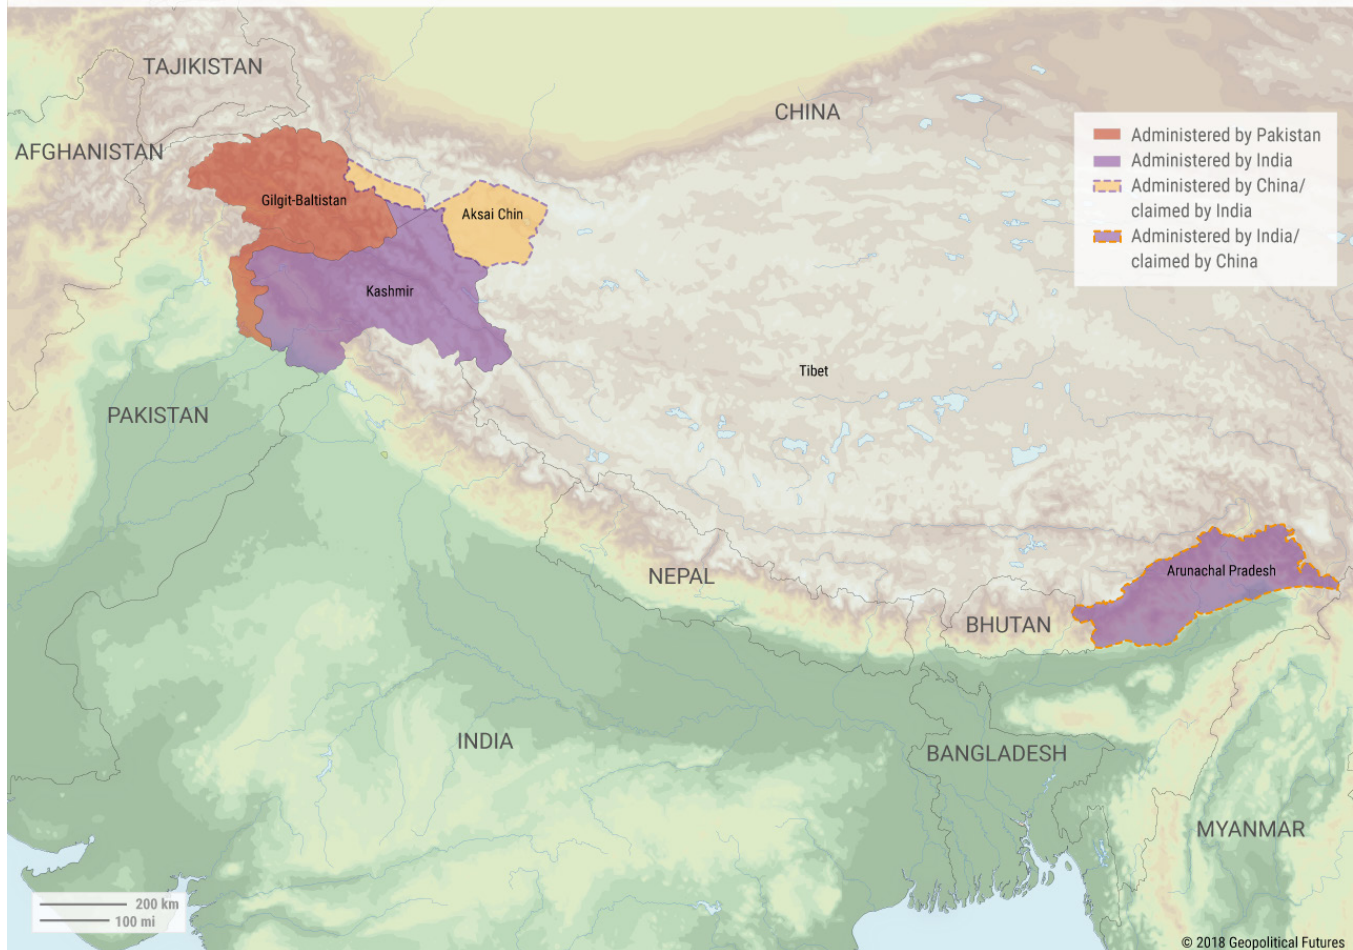 TAJIKISTAN
CHINA
AFGHANISTAN
Administered by Pakistan
Administered by India
Administered by China/
claimed by India
Administered by India/
claimed by China
Gilgit-Baltistan
Aksai Chin
Kashmir
Tibet
PAKISTAN
NEPAL
Arunachal Pradesh
BHUTAN
INDIA
BANGLADESH
MYANMAR
200 km
100 mi
© 2018 Geopolitical Futures